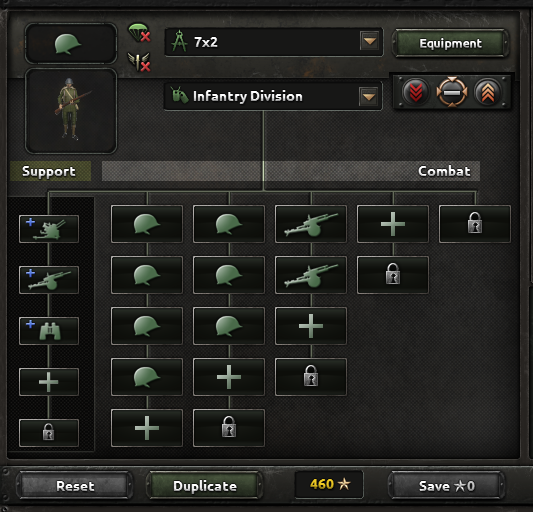 7x2
Equipment
Infantry Division
Support
Combat
Reset
Duplicate
460
Save 0